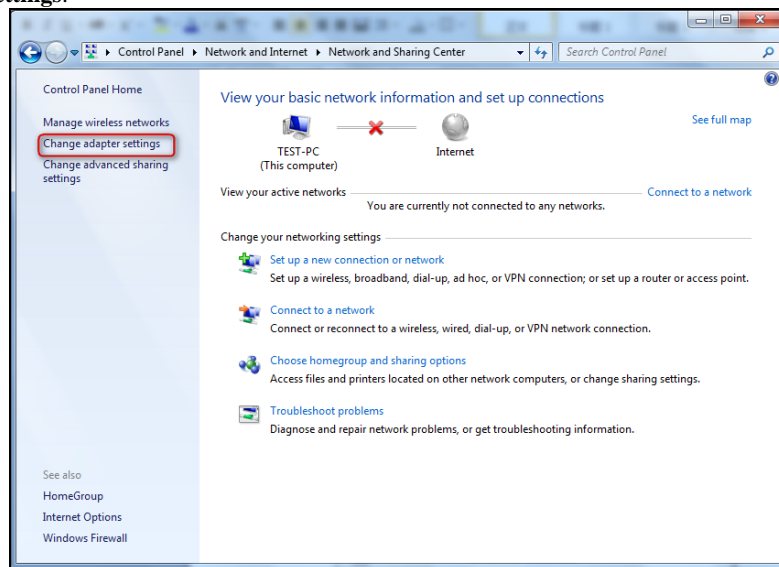 ettings.
Control Panel Network and Internet Network and Sharing Center Search Control Panel
Control Panel Home
Manage wireless networks
Change adapter settings
Change advanced sharing
settings
See also
HomeGroup
Internet Options
Windows Firewall
View your basic network information and set up connections
See full map
TEST-PC
(This computer)
Internet
View your active networks
Connect to a network
You are currently not connected to any networks.
Change your networking settings
Set up a new connection or network
Set up a wireless, broadband, dial-up, ad hoc, or VPN connection; or set up a router or access point.
Connect to a network
Connect or reconnect to a wireless, wired, dial-up, or VPN network connection.
Choose homegroup and sharing options
Access files and printers located on other network computers, or change sharing settings.
Troubleshoot problems
Diagnose and repair network problems, or get troubleshooting information.